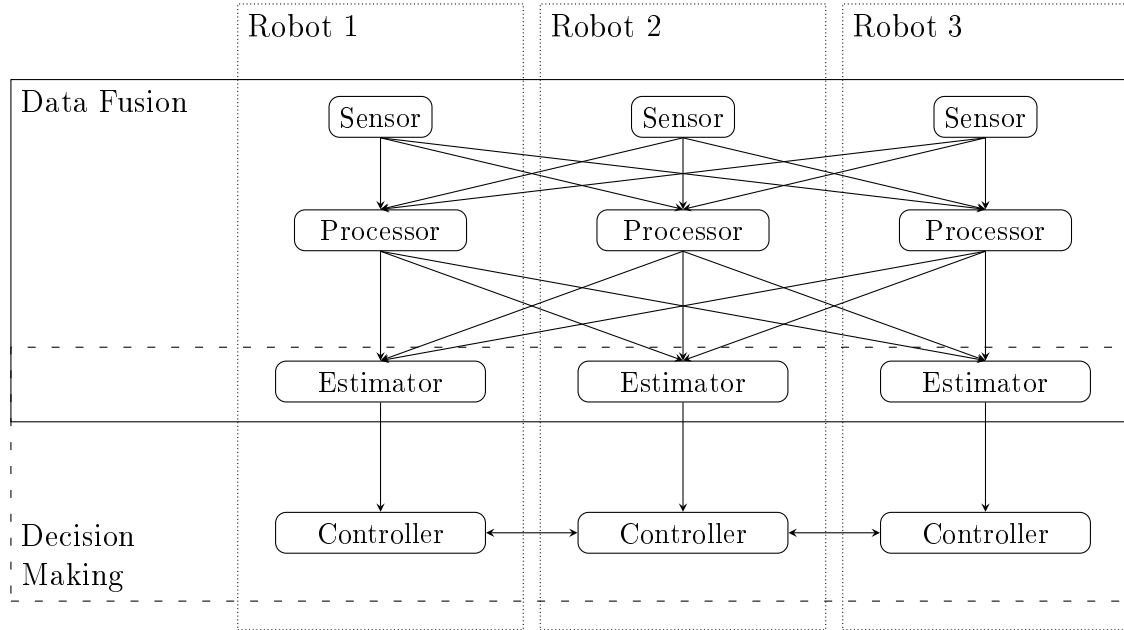 Robot 1
Robot 2
Robot 3
Data Fusion
Sensor
Sensor
Sensor
Processor
Processor
Processor
Estimator
Estimator
Estimator
Decision
Making
Controller
Controller
Controller